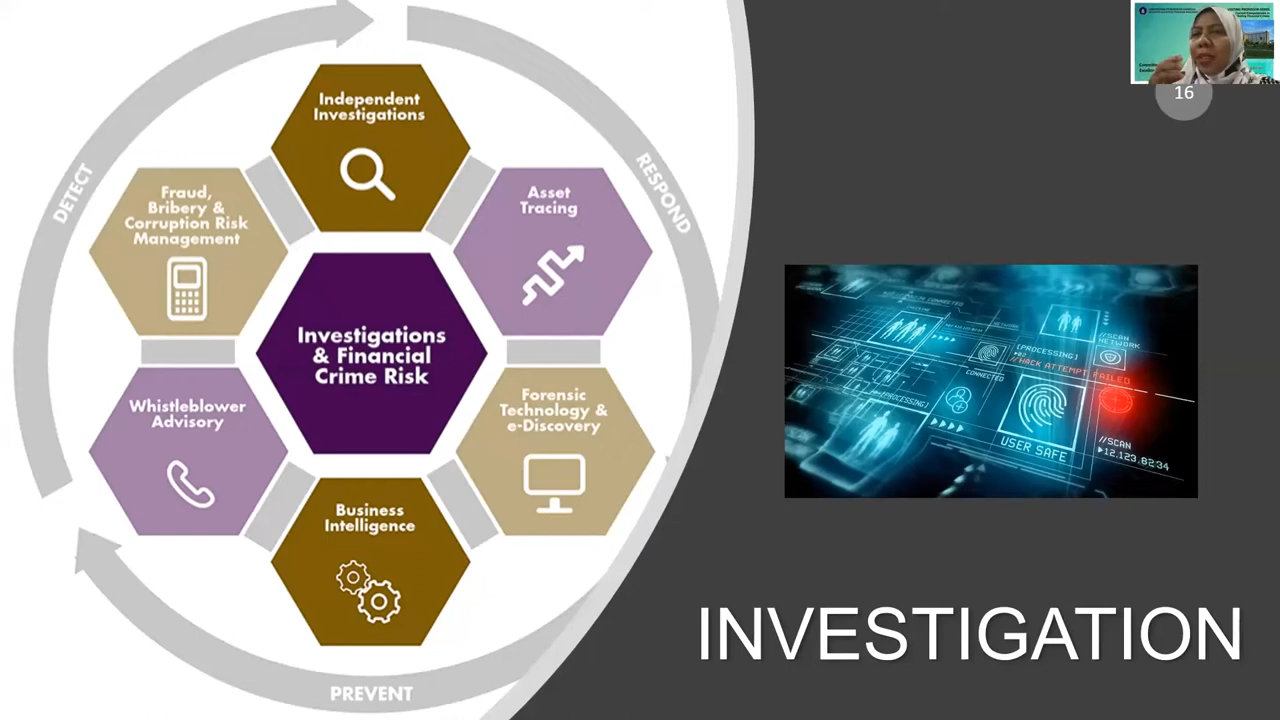 16
DETECT
RESPOND
PREVENT
Independent
Investigations
Asset
Tracing
Forensic
Technology &
e-Discovery
Business
Intelligence
Whistleblower
Advisory
Fraud,
Bribery &
Corruption Risk
Management
Investigations
& Financial
Crime Risk
[PROCESSING]
//HACK ATTEMPT FAILED
//SCAN
NETWORK
CONNECTED
[PROCESSING]
USER SAFE
//SCAN
12.123.82.34
INVESTIGATION